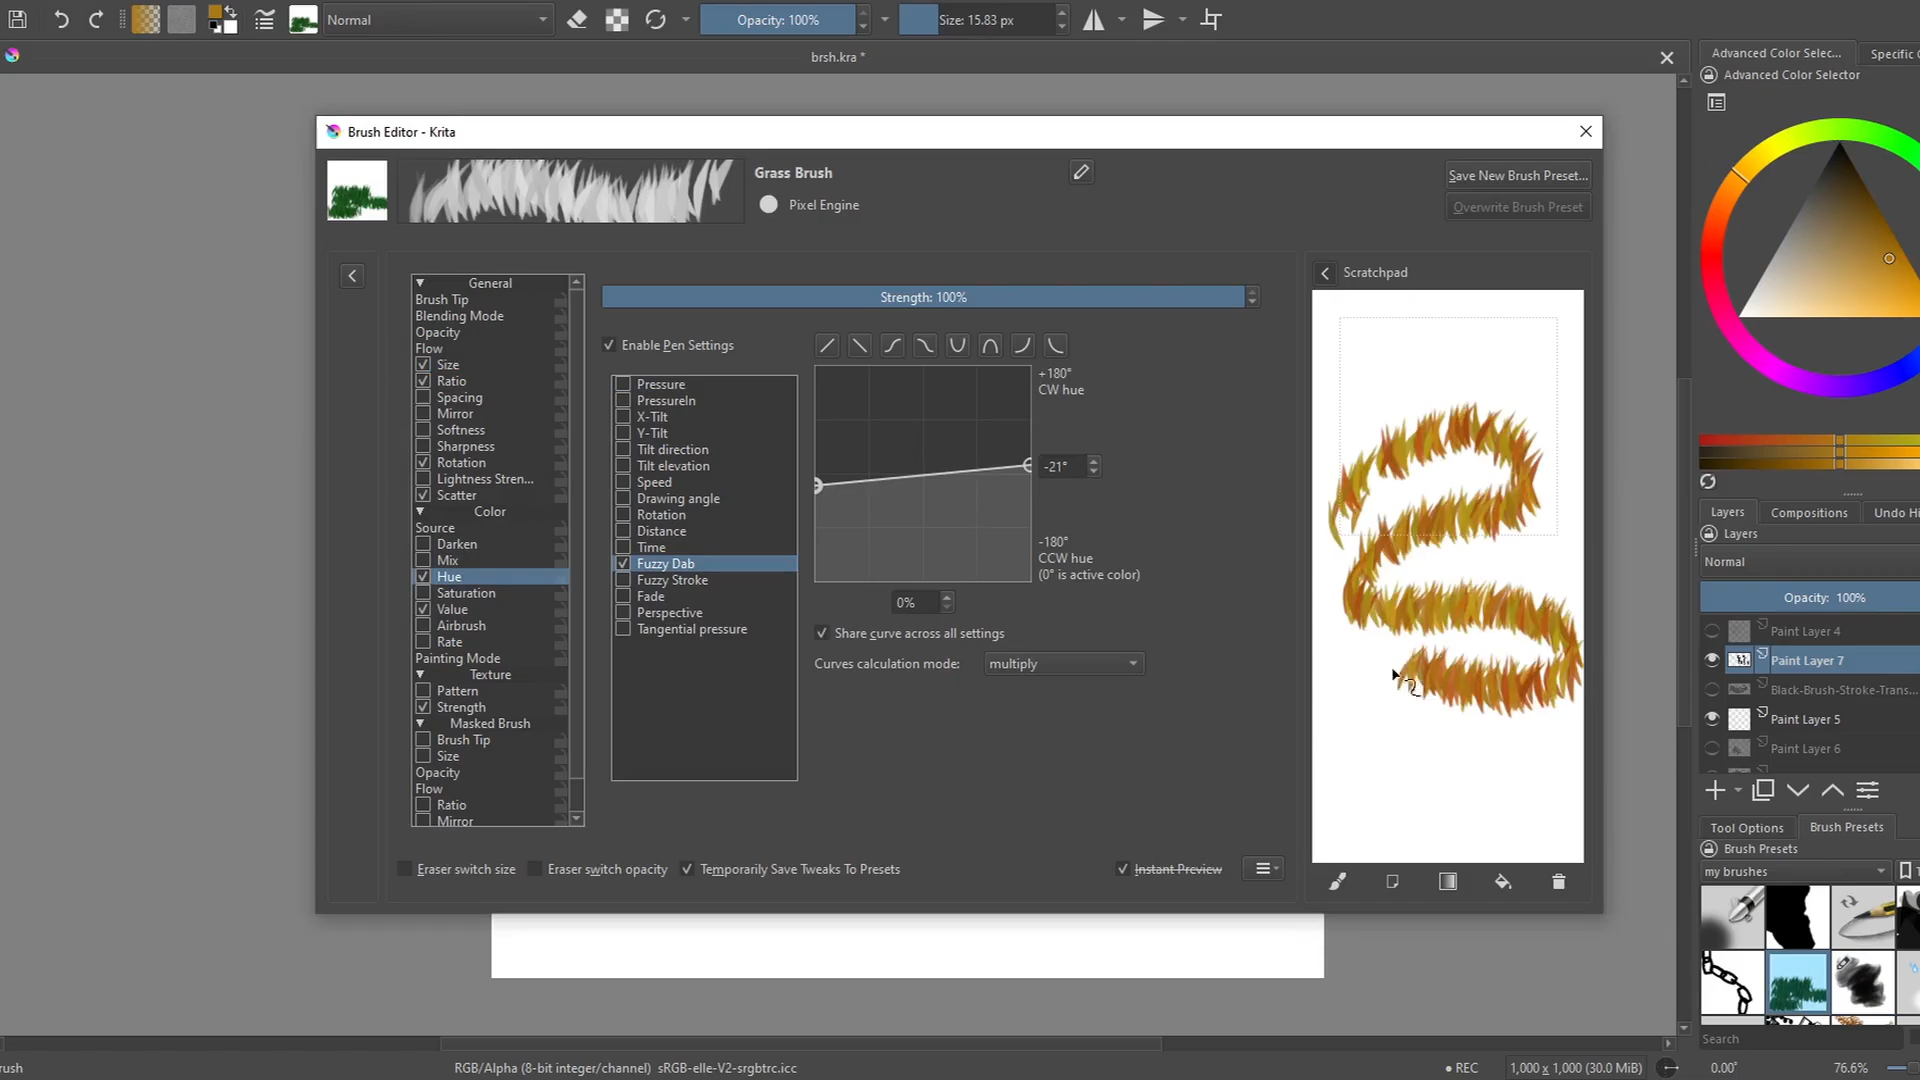 Normal
Opacity: 100%
Size: 15.83 px
brsh.kra *
Advanced Color Selec...
Specific C
Advanced Color Selector
Brush Editor - Krita
Grass Brush
Pixel Engine
Save New Brush Preset...
Overwrite Brush Preset
General
Brush Tip
Blending Mode
Opacity
Flow
Size
Ratio
Spacing
Mirror
Softness
Sharpness
Rotation
Lightness Stren...
Scatter
Color
Source
Darken
Mix
Hue
Saturation
Value
Airbrush
Rate
Painting Mode
Texture
Pattern
Strength
Masked Brush
Brush Tip
Size
Opacity
Flow
Ratio
Mirror
Strength: 100%
Enable Pen Settings
Pressure
PressureIn
X-Tilt
Y-Tilt
Tilt direction
Tilt elevation
Speed
Drawing angle
Rotation
Distance
Time
Fuzzy Dab
Fuzzy Stroke
Fade
Perspective
Tangential pressure
+180°
CW hue
-21°
-180°
CCW hue
(0° is active color)
0%
Share curve across all settings
Curves calculation mode:
multiply
Scratchpad
Eraser switch size
Eraser switch opacity
Temporarily Save Tweaks To Presets
Instant Preview
Layers
Compositions
Undo Hi
Layers
Normal
Opacity: 100%
Paint Layer 4
Paint Layer 7
Black-Brush-Stroke-Trans...
Paint Layer 5
Paint Layer 6
Tool Options
Brush Presets
Brush Presets
my brushes
T
Search
rush
RGB/Alpha (8-bit integer/channel) sRGB-elle-V2-srgbtrc.icc
REC
1,000 x 1,000 (30.0 MiB)
0.00°
76.6%